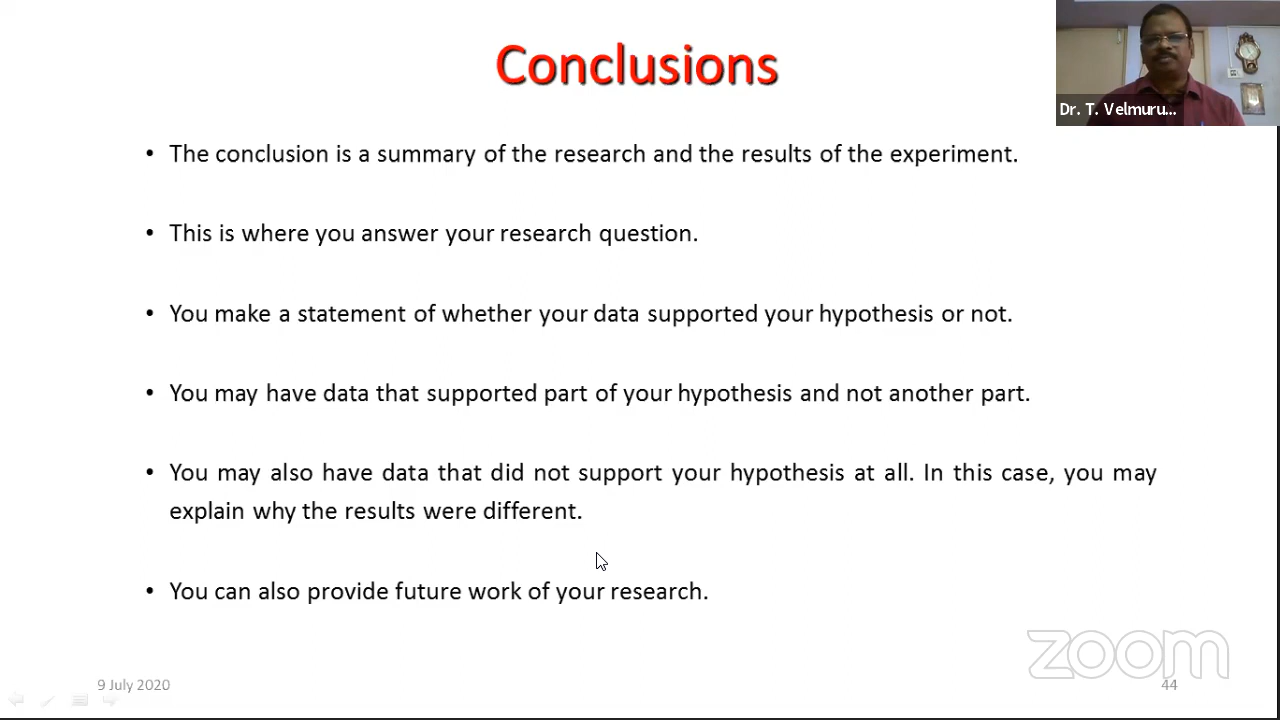 Conclusions
Dr. T. Velmuru...
• The conclusion is a summary of the research and the results of the experiment.
• This is where you answer your research question.
• You make a statement of whether your data supported your hypothesis or not.
• You may have data that supported part of your hypothesis and not another part.
• You may also have data that did not support your hypothesis at all. In this case, you may
explain why the results were different.
• You can also provide future work of your research.
zoom
9 July 2020
44